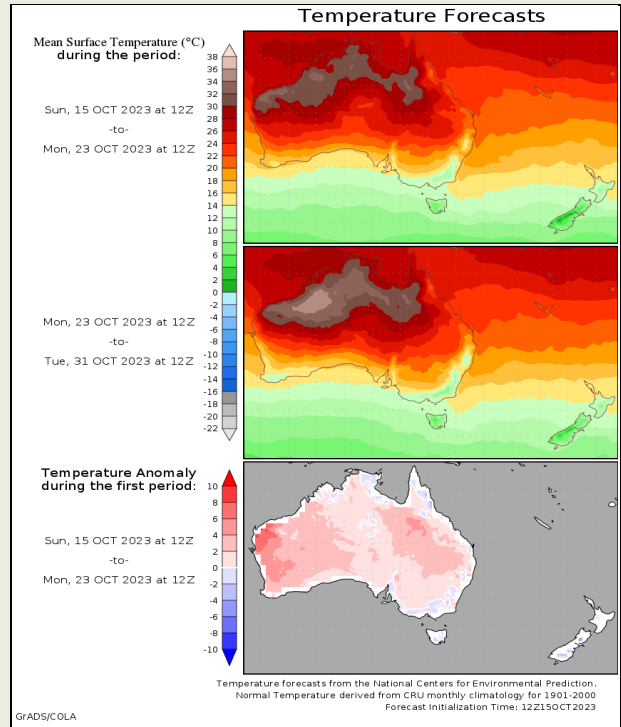 Temperature Forecasts
Mean Surface Temperature (°C)
during the period:
38
36
34
32
30
28
26
24
22
20
18
16
14
12
10
8
6
4
2
0
-2
-4
-6
-8
-10
-12
-14
-16
-18
-20
-22
Sun, 15 OCT 2023 at 12Z
-to-
Mon, 23 OCT 2023 at 12Z
Mon, 23 OCT 2023 at 12Z
-to-
Tue, 31 OCT 2023 at 12Z
Temperature Anomaly
during the first period:
10
8
6
4
2
0
-2
-4
-6
-8
-10
Sun, 15 OCT 2023 at 12Z
-to-
Mon, 23 OCT 2023 at 12Z
Temperature forecasts from the National Centers for Environmental Prediction.
Normal Temperature derived from CRU monthly climatology for 1901-2000
Forecast Initialization Time: 12Z15OCT2023
GrADS/COLA